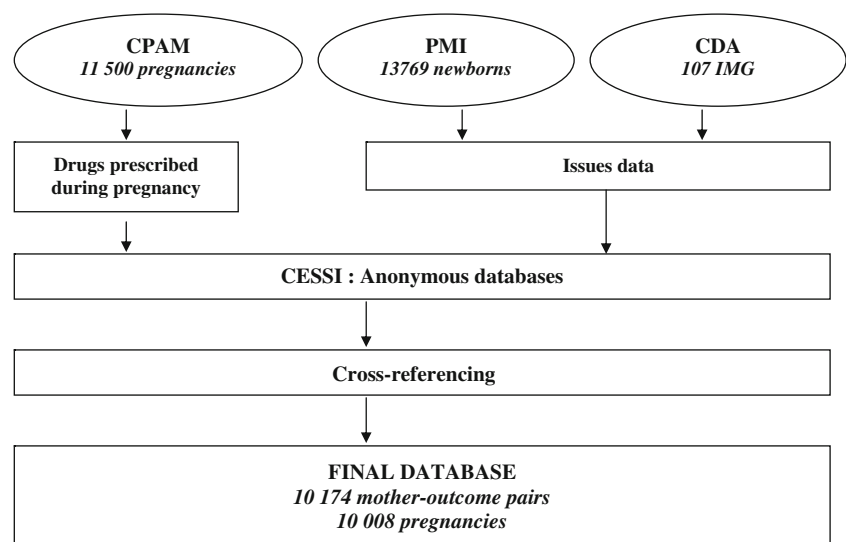 CPAM
11 500 pregnancies
PMI
13769 newborns
CDA
107 IMG
Drugs prescribed
during pregnancy
Issues data
CESSI : Anonymous databases
Cross-referencing
FINAL DATABASE
10 174 mother-outcome pairs
10 008 pregnancies